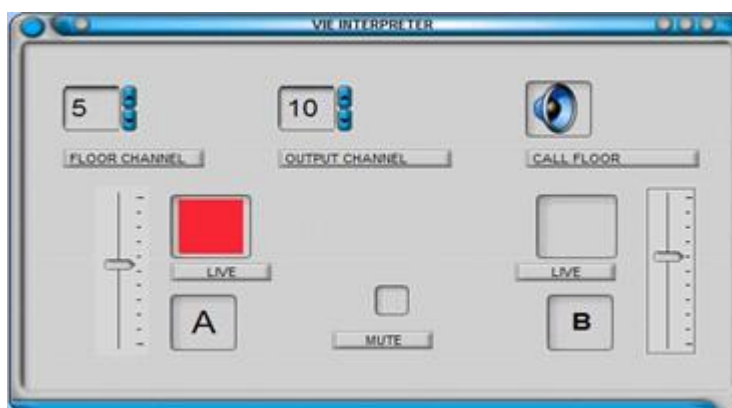 VIE INTERPRETER
5
10
FLOOR CHANNEL
OUTPUT CHANNEL
CALL FLOOR
LIVE
LIVE
A
B
MUTE